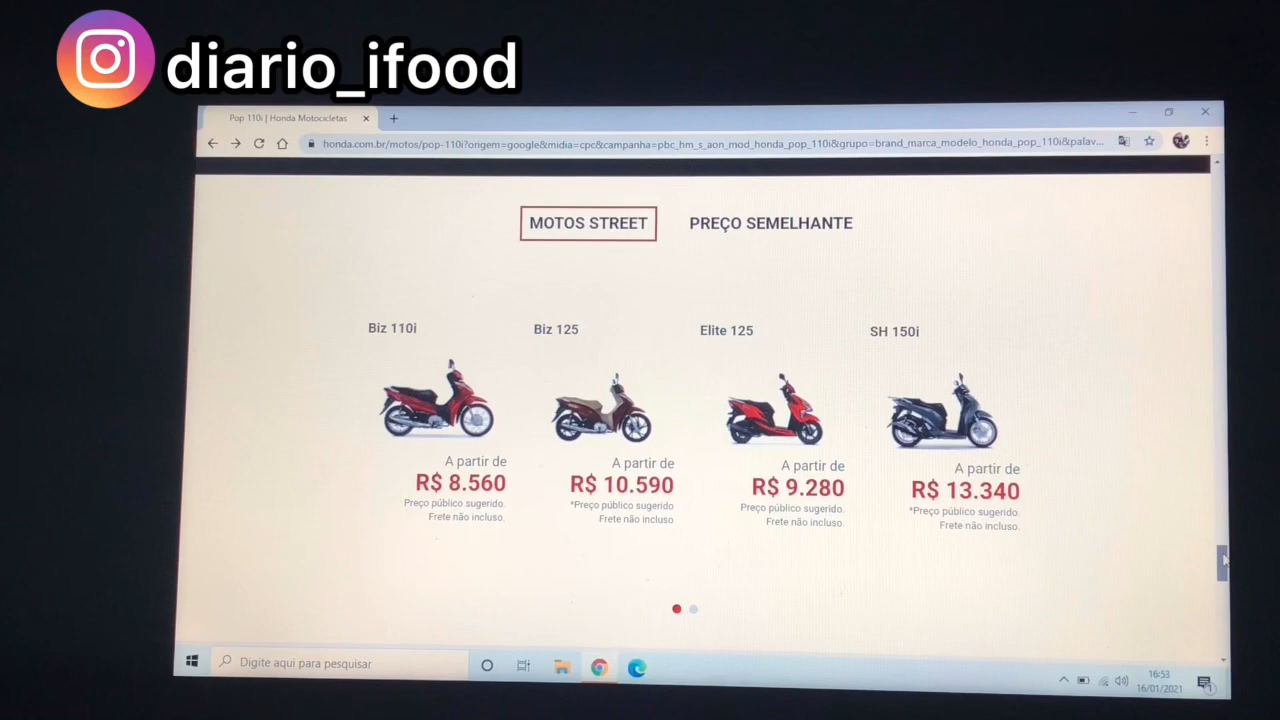 diario_ifood
Pop 110i | Honda Motocicletas
honda.com.br/motos/pop-110i?origem=google&midia=cpc&campanha=pbc_hm_s_aon_mod_honda_pop_110i&grupo=brand_marca_modelo_honda_pop_110i&palav...
MOTOS STREET PREÇO SEMELHANTE
Biz 110i Biz 125 Elite 125 SH 150i
A partir de A partir de A partir de A partir de
R$ 8.560 R$ 10.590 R$ 9.280 R$ 13.340
Preço público sugerido. *Preço público sugerido Preço público sugerido. *Preço público sugerido.
Frete não incluso. Frete não incluso Frete não incluso. Frete não incluso.
Digite aqui para pesquisar
16:53
16/01/2021
1